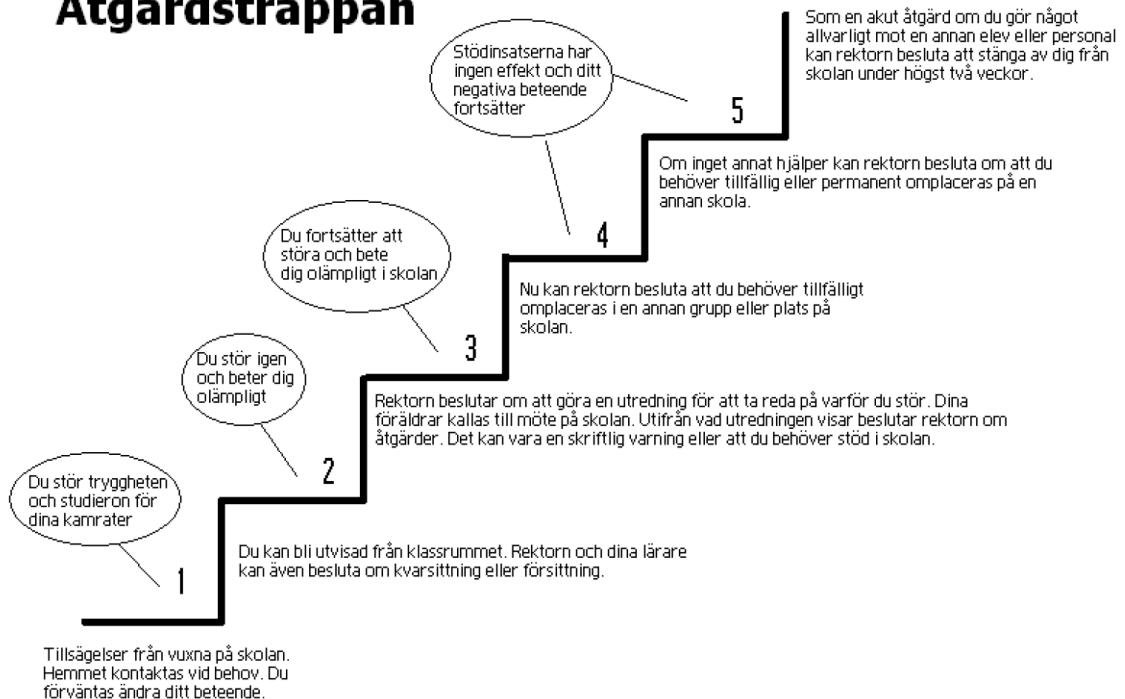 Åtgärdstrappan
Som en akut åtgärd om du gör något
allvarligt mot en annan elev eller personal
kan rektorn besluta att stänga av dig från
skolan under högst två veckor.
Stödinsatserna har
ingen effekt och ditt
negativa beteende
fortsätter
5
Om inget annat hjälper kan rektorn besluta om att du
behöver tillfällig eller permanent omplaceras på en
annan skola.
Du fortsätter att
störa och bete
dig olämpligt i skolan
4
Nu kan rektorn besluta att du behöver tillfälligt
omplaceras i en annan grupp eller plats på
skolan.
Du stör igen
och beter dig
olämpligt
3
Rektorn beslutar om att göra en utredning för att ta reda på varför du stör. Dina
föräldrar kallas till möte på skolan. Utifrån vad utredningen visar beslutar rektorn om
åtgärder. Det kan vara en skriftlig varning eller att du behöver stöd i skolan.
Du stör tryggheten
och studieron för
dina kamrater
2
Du kan bli utvisad från klassrummet. Rektorn och dina lärare
kan även besluta om kvarsittning eller försittning.
1
Tillsägelser från vuxna på skolan.
Hemmet kontaktas vid behov. Du
förväntas ändra ditt beteende.